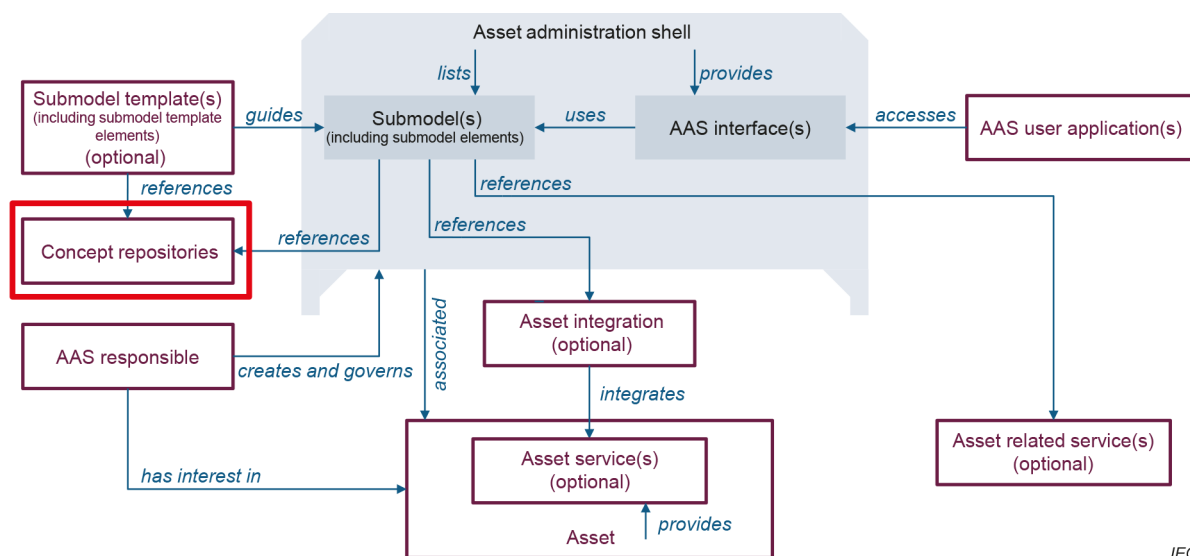 Asset administration shell
lists
provides
Submodel template(s)
(including submodel template
elements)
(optional)
guides
Submodel(s)
(including submodel elements)
uses
AAS interface(s)
accesses
AAS user application(s)
references
references
references
references
Concept repositories
AAS responsible
creates and governs
associated
Asset integration
(optional)
integrates
has interest in
Asset service(s)
(optional)
provides
Asset
Asset related service(s)
(optional)